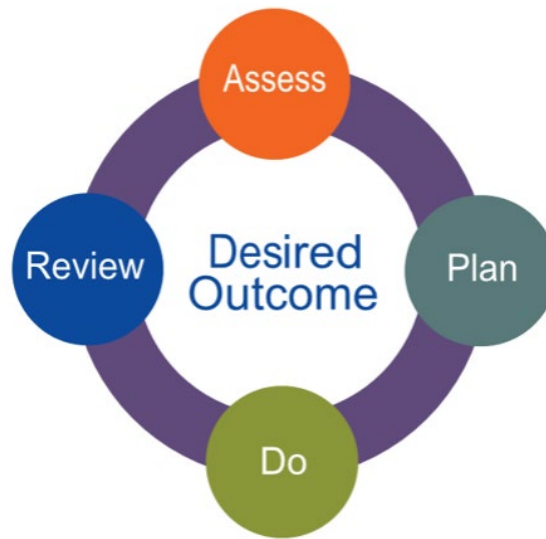 Assess
Review
Desired
Outcome
Plan
Do